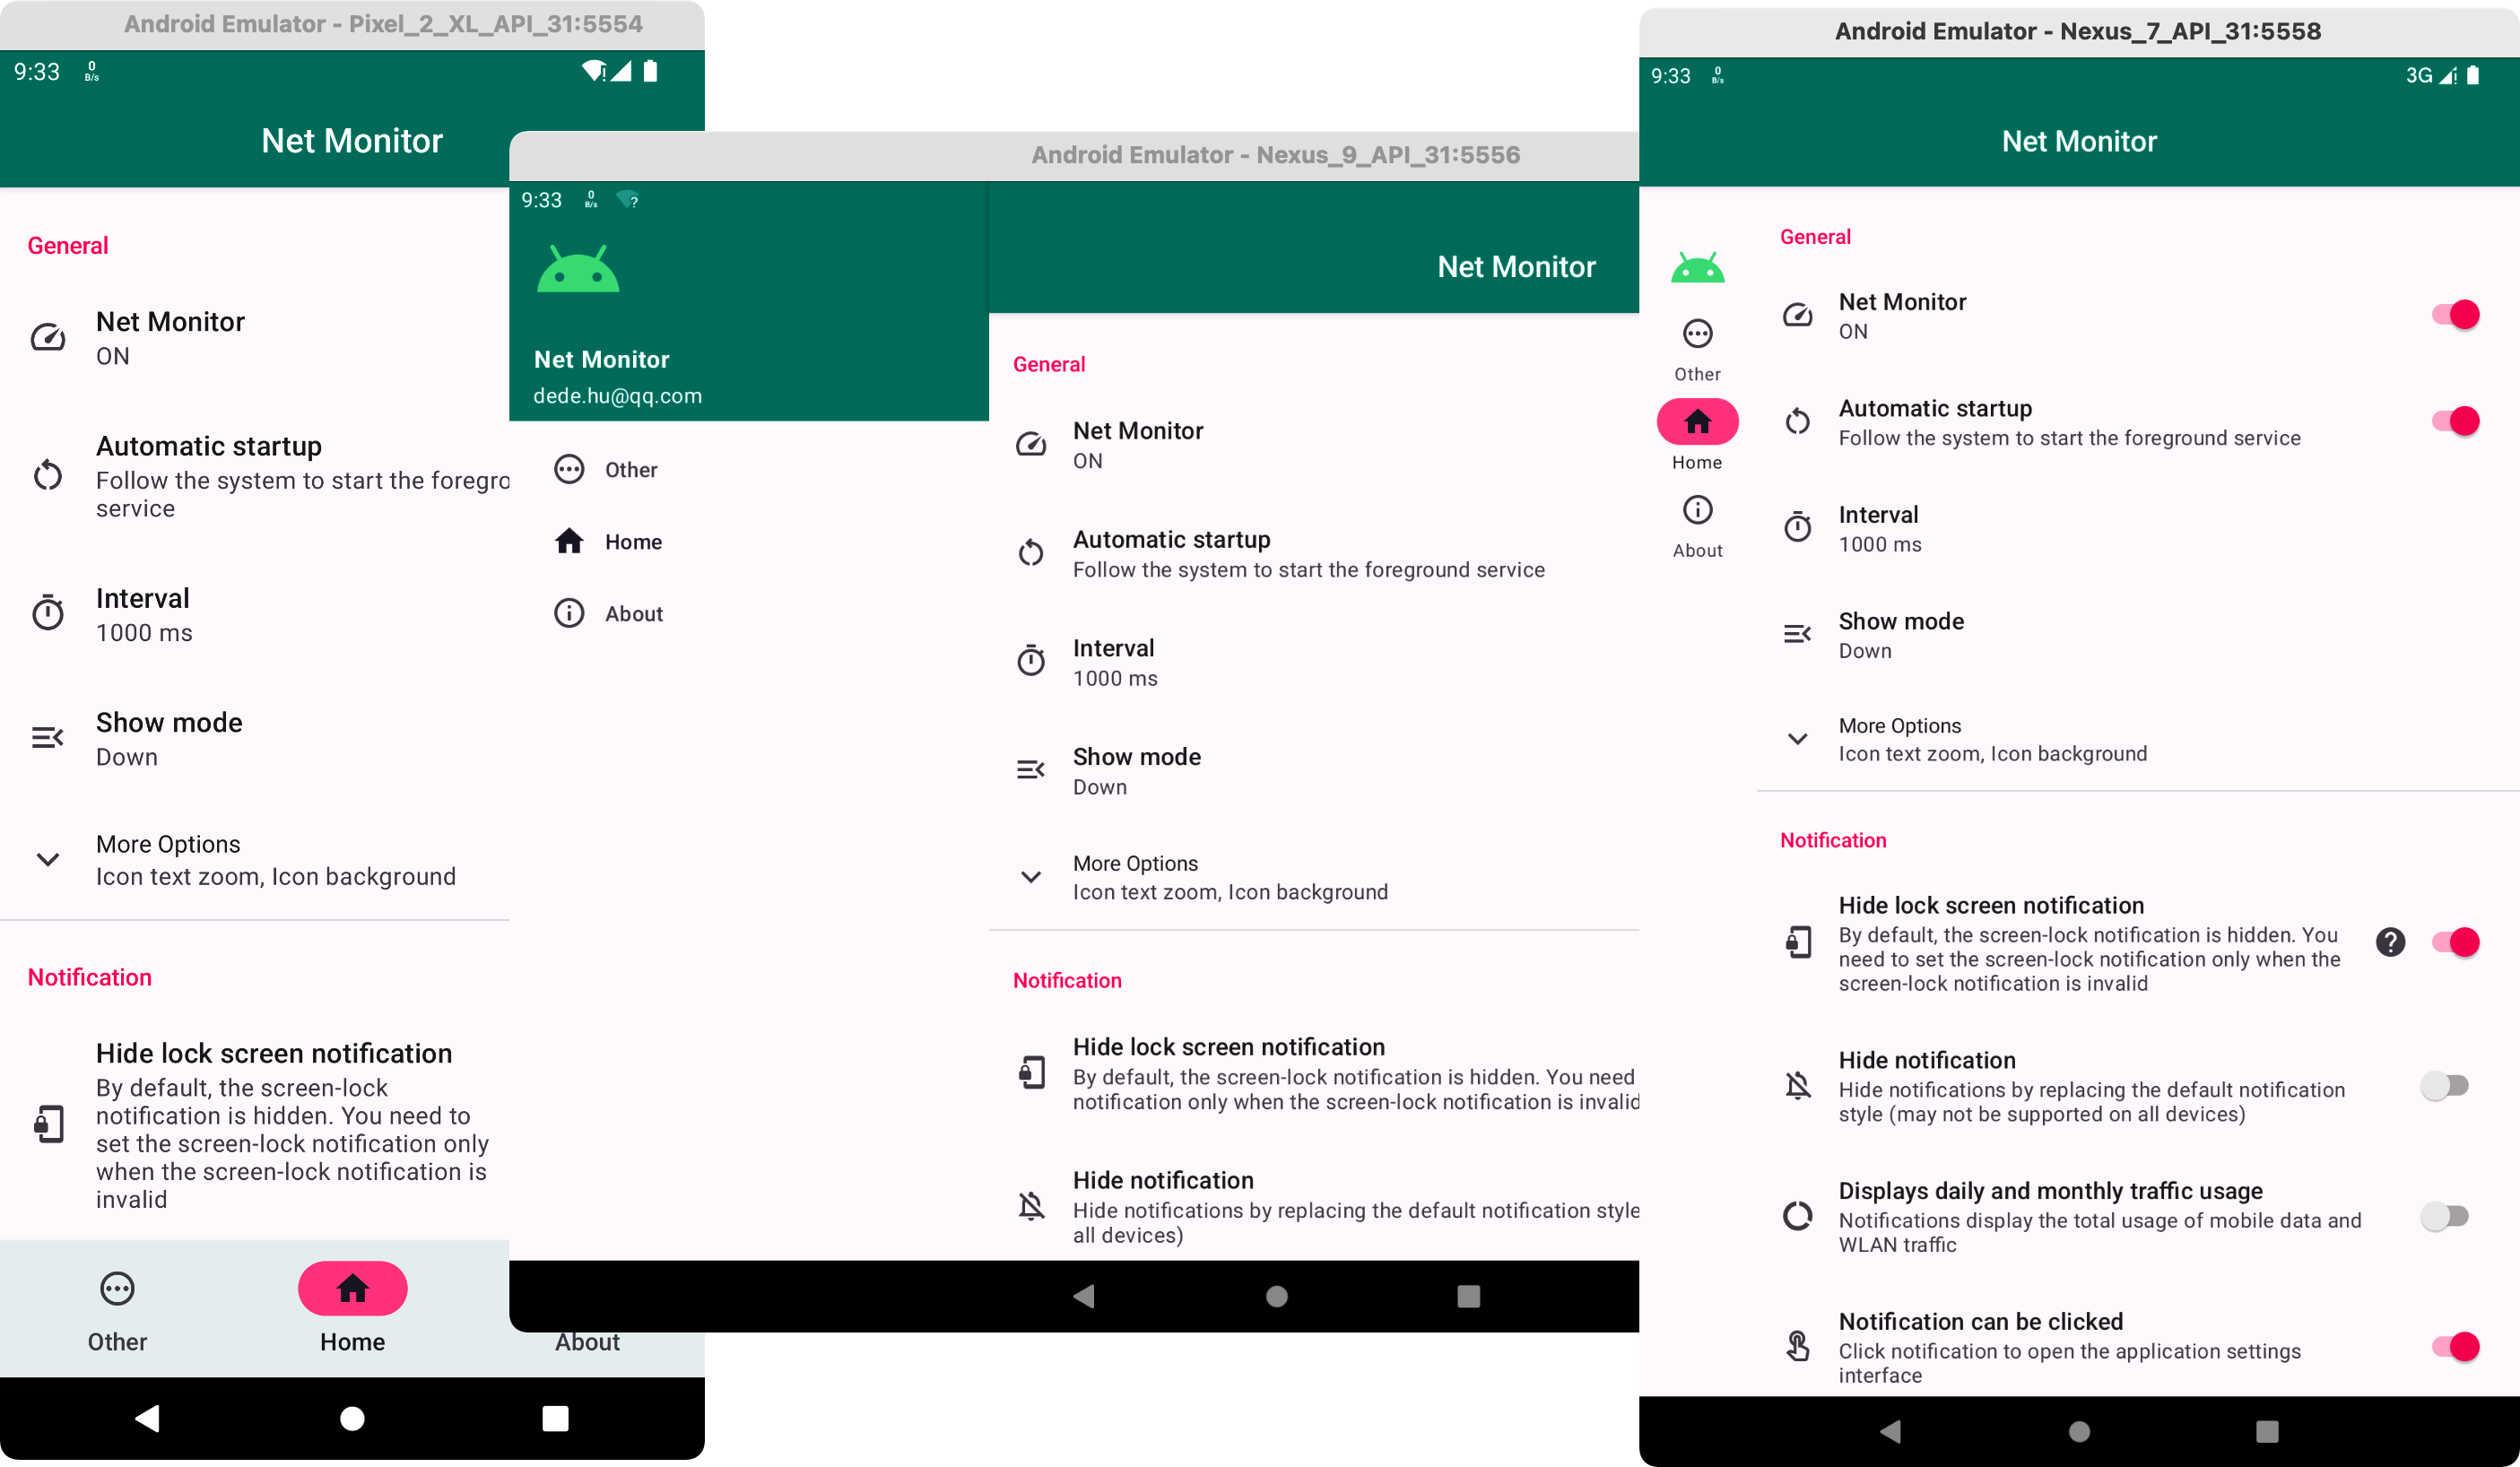 Android Emulator - Pixel_2_XL_API_31:5554
9:33 0 B/s
Net Monitor
General
Net Monitor
ON
Automatic startup
Follow the system to start the foregro
service
Interval
1000 ms
Show mode
Down
More Options
Icon text zoom, Icon background
Notification
Hide lock screen notification
By default, the screen-lock
notification is hidden. You need to
set the screen-lock notification only
when the screen-lock notification is
invalid
Other
Home
About
Android Emulator - Nexus_9_API_31:5556
9:33 0 B/s ?
Net Monitor
dede.hu@qq.com
Other
Home
About
Net Monitor
General
Net Monitor
ON
Automatic startup
Follow the system to start the foreground service
Interval
1000 ms
Show mode
Down
More Options
Icon text zoom, Icon background
Notification
Hide lock screen notification
By default, the screen-lock notification is hidden. You need
notification only when the screen-lock notification is invalid
Hide notification
Hide notifications by replacing the default notification style
all devices)
Android Emulator - Nexus_7_API_31:5558
9:33 0 B/s 3G
Net Monitor
Other
Home
About
General
Net Monitor
ON
Automatic startup
Follow the system to start the foreground service
Interval
1000 ms
Show mode
Down
More Options
Icon text zoom, Icon background
Notification
Hide lock screen notification
By default, the screen-lock notification is hidden. You
need to set the screen-lock notification only when the
screen-lock notification is invalid
Hide notification
Hide notifications by replacing the default notification
style (may not be supported on all devices)
Displays daily and monthly traffic usage
Notifications display the total usage of mobile data and
WLAN traffic
Notification can be clicked
Click notification to open the application settings
interface